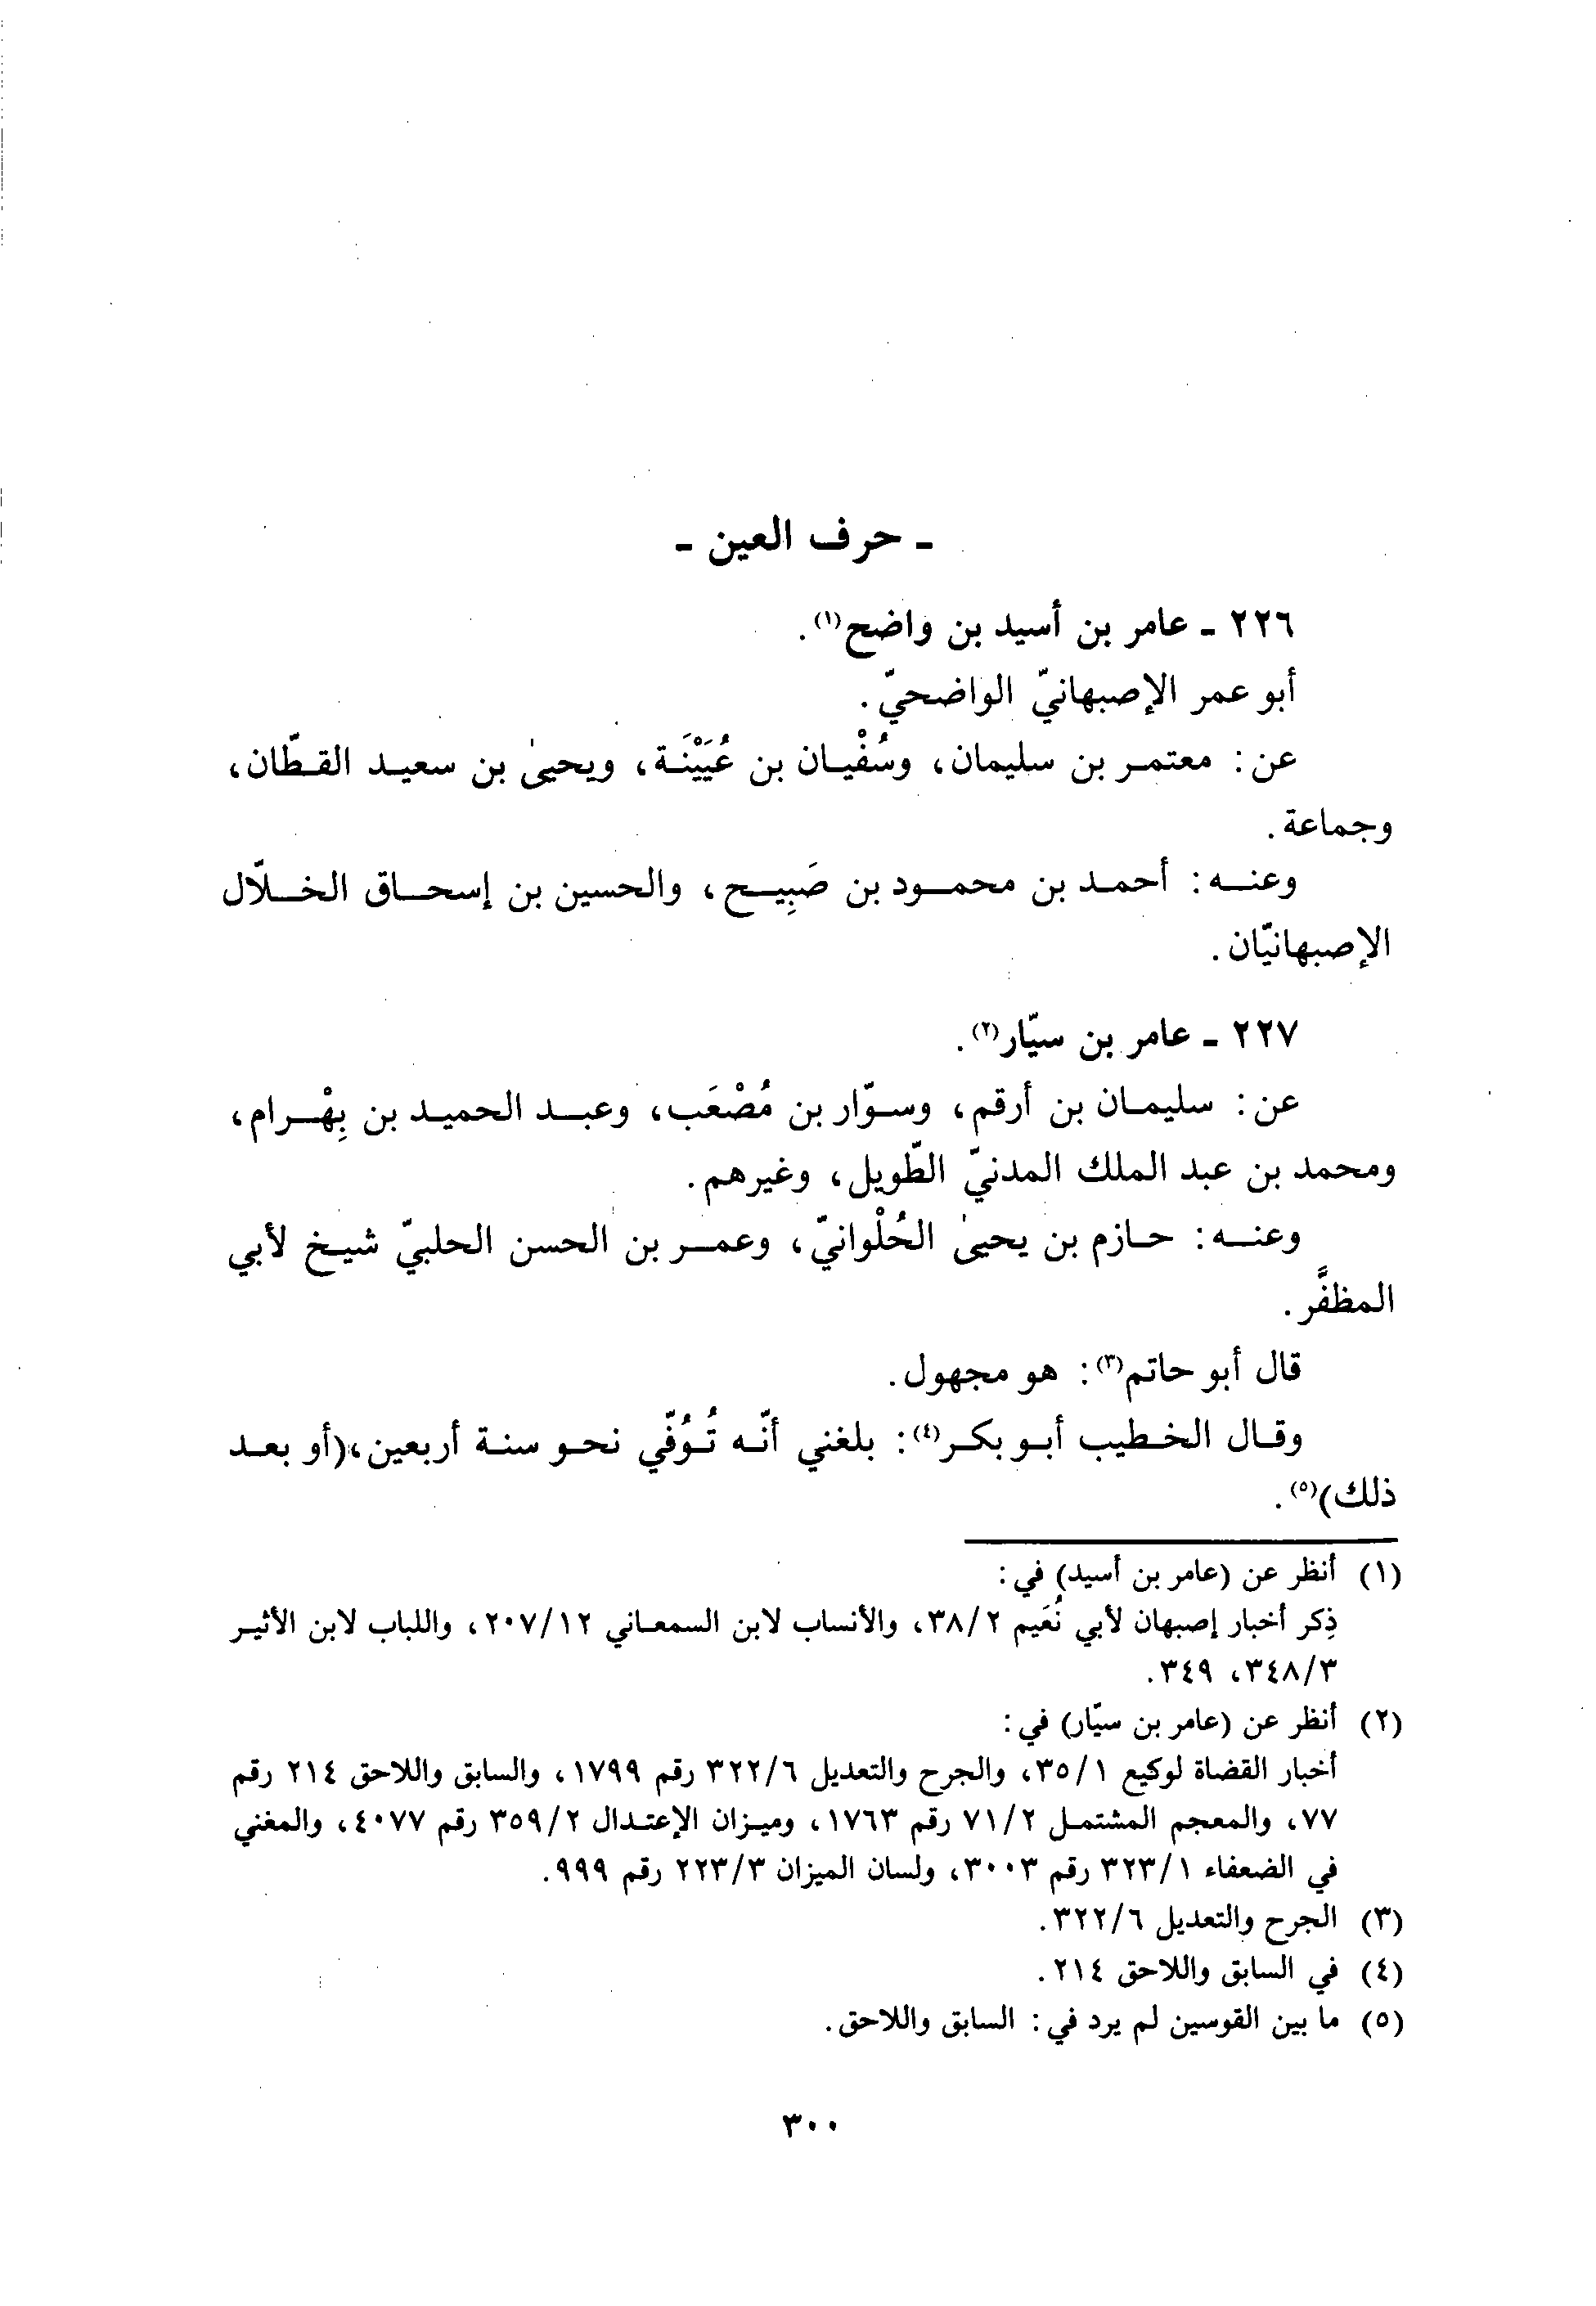 ـ حرف العين ـ
٢٢٦ ـ عامر بن أسيد بن واضح(١).
أبو عمر الإصبهانيّ الواضحيّ.
عن: معتمر بن سليمان، وسُفْيان بن عُيَيْنَة، ويحيىٰ بن سعيد القطّان،
وجماعة.
وعنه: أحمد بن محمود بن صَبِيح، والحسين بن إسحاق الخلّال
الإصبهانيّان.
٢٢٧ ـ عامر بن سيّار(٢).
عن: سليمان بن أرقم، وسوّار بن مُصْعَب، وعبد الحميد بن بِهْرام،
ومحمد بن عبد الملك المدنيّ الطّويل، وغيرهم.
وعنه: حازم بن يحيىٰ الحُلْوانيّ، وعمر بن الحسن الحلبيّ شيخ لأبي
المظفَّر.
قال أبو حاتم(٣): هو مجهول.
وقال الخطيب أبو بكر(٤): بلغني أنّه تُوُفّي نحو سنة أربعين،(أو بعد
ذلك)(٥).
(١) أنظر عن (عامر بن أسيد) في:
ذِكر أخبار إصبهان لأبي نُعَيم ٣٨/٢، والأنساب لابن السمعاني ٢٠٧/١٢، واللباب لابن الأثير
٣٤٨/٣، ٣٤٩.
(٢) أنظر عن (عامر بن سيّار) في:
أخبار القضاة لوكيع ٣٥/١، والجرح والتعديل ٣٢٢/٦ رقم ١٧٩٩، والسابق واللاحق ٢١٤ رقم
٧٧، والمعجم المشتمل ٧١/٢ رقم ١٧٦٣، وميزان الإعتدال ٣٥٩/٢ رقم ٤٠٧٧، والمغني
في الضعفاء ٣٢٣/١ رقم ٣٠٠٣، ولسان الميزان ٢٢٣/٣ رقم ٩٩٩.
(٣) الجرح والتعديل ٣٢٢/٦.
(٤) في السابق واللاحق ٢١٤.
(٥) ما بين القوسين لم يرد في: السابق واللاحق.
٣٠٠